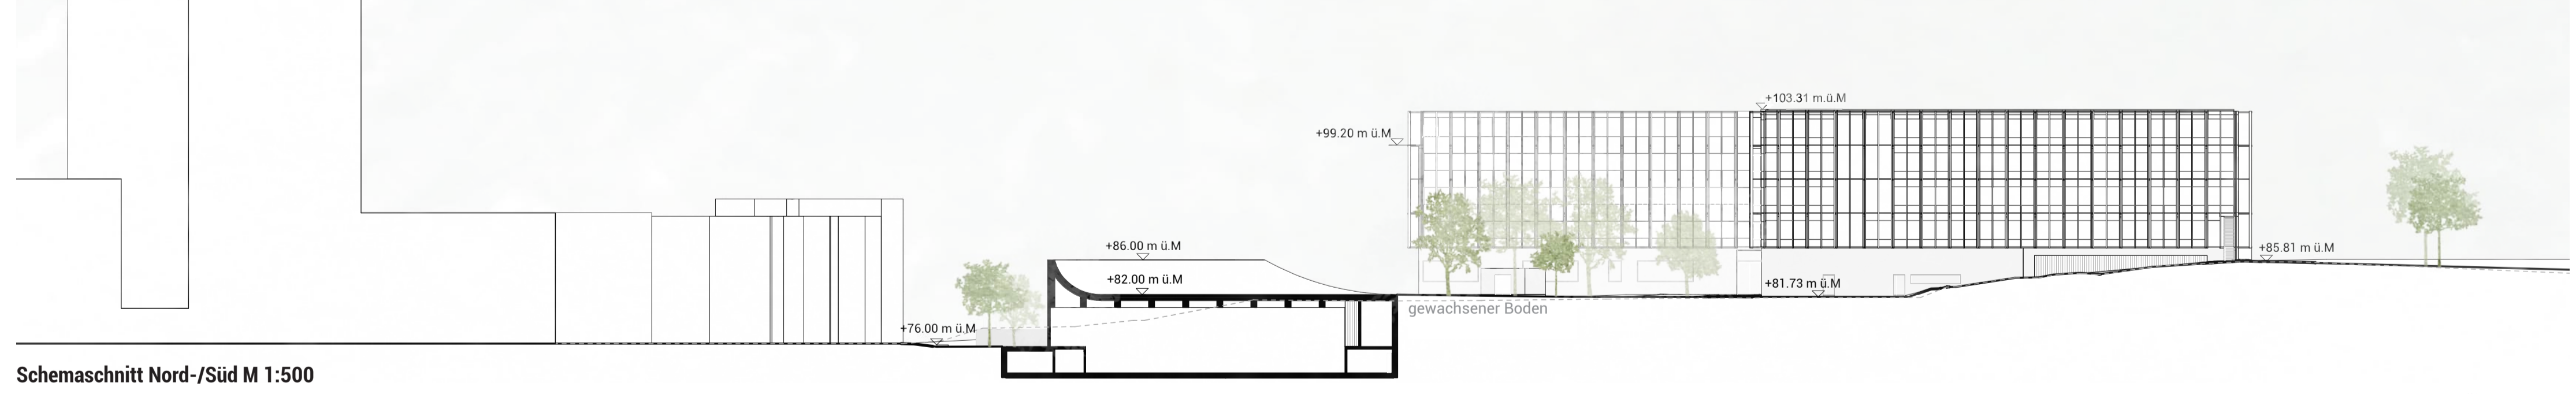 +103.31 m.ü.M
+99.20 m ü.M
+86.00 m ü.M
+85.81 m ü.M
+82.00 m ü.M
+81.73 m ü.M
gewachsener Boden
+76.00 m ü.M
Schemaschnitt Nord-/Süd M 1:500